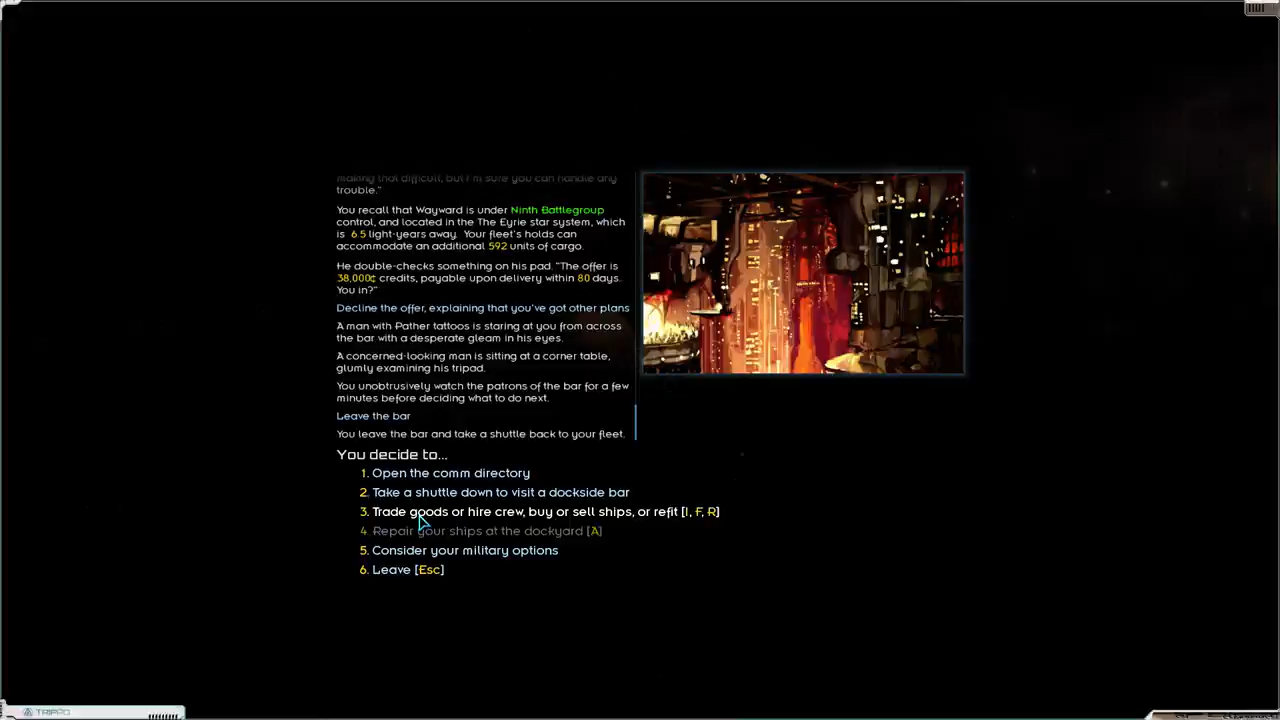 making that difficult, but I'm sure you can handle any
trouble."
You recall that Wayward is under Ninth Battlegroup
control, and located in the The Eyrie star system, which
is 6.5 light-years away. Your fleet's holds can
accommodate an additional 592 units of cargo.
He double-checks something on his pad. "The offer is
38,000¢ credits, payable upon delivery within 80 days.
You in?"
Decline the offer, explaining that you've got other plans
A man with Pather tattoos is staring at you from across
the bar with a desperate gleam in his eyes.
A concerned-looking man is sitting at a corner table,
glumly examining his tripad.
You unobtrusively watch the patrons of the bar for a few
minutes before deciding what to do next.
Leave the bar
You leave the bar and take a shuttle back to your fleet.
You decide to...
1. Open the comm directory
2. Take a shuttle down to visit a dockside bar
3. Trade goods or hire crew, buy or sell ships, or refit [I, F, R]
4. Repair your ships at the dockyard [A]
5. Consider your military options
6. Leave [Esc]
TRIPAD